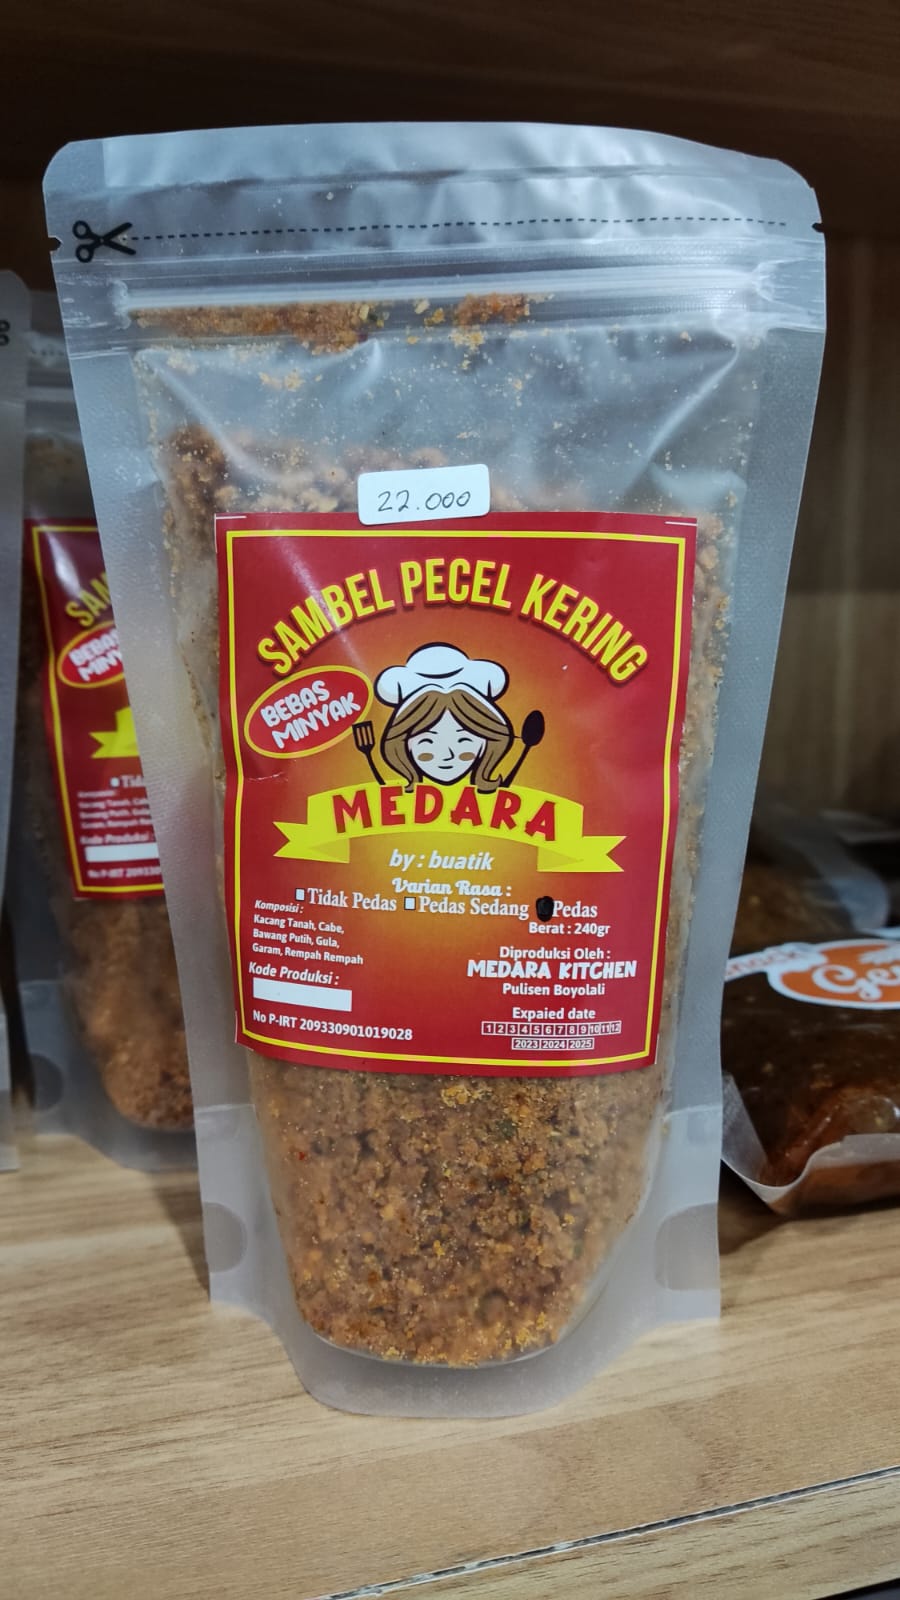 22.000
SAMBEL PECEL KERING
BEBAS
MINYAK
MEDARA
by : buatik
Varian Rasa :
Tidak Pedas Pedas Sedang Pedas
Berat : 240gr
Komposisi :
Kacang Tanah, Cabe,
Bawang Putih, Gula,
Garam, Rempah Rempah
Kode Produksi :
No P-IRT 209330901019028
Diproduksi Oleh :
MEDARA KITCHEN
Pulisen Boyolali
Expaied date
1 2 3 4 5 6 7 8 9 10 11 12
2023 2024 2025
BEBAS
Kode Produksi